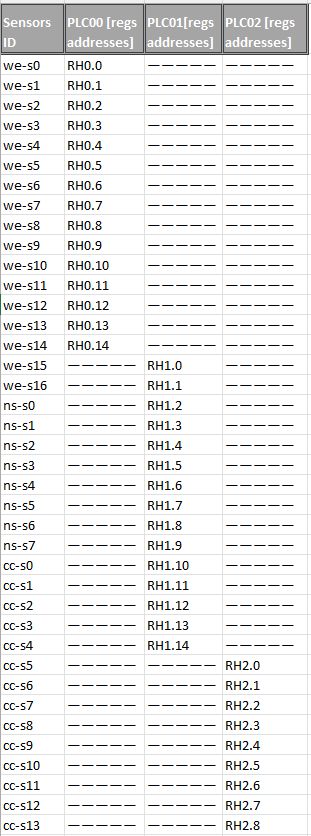 Sensors ID PLC00 [regs addresses] PLC01[regs addresses] PLC02 [regs addresses]
we-s0 RH0.0 ————— —————
we-s1 RH0.1 ————— —————
we-s2 RH0.2 ————— —————
we-s3 RH0.3 ————— —————
we-s4 RH0.4 ————— —————
we-s5 RH0.5 ————— —————
we-s6 RH0.6 ————— —————
we-s7 RH0.7 ————— —————
we-s8 RH0.8 ————— —————
we-s9 RH0.9 ————— —————
we-s10 RH0.10 ————— —————
we-s11 RH0.11 ————— —————
we-s12 RH0.12 ————— —————
we-s13 RH0.13 ————— —————
we-s14 RH0.14 ————— —————
we-s15 ————— RH1.0 —————
we-s16 ————— RH1.1 —————
ns-s0 ————— RH1.2 —————
ns-s1 ————— RH1.3 —————
ns-s2 ————— RH1.4 —————
ns-s3 ————— RH1.5 —————
ns-s4 ————— RH1.6 —————
ns-s5 ————— RH1.7 —————
ns-s6 ————— RH1.8 —————
ns-s7 ————— RH1.9 —————
cc-s0 ————— RH1.10 —————
cc-s1 ————— RH1.11 —————
cc-s2 ————— RH1.12 —————
cc-s3 ————— RH1.13 —————
cc-s4 ————— RH1.14 —————
cc-s5 ————— ————— RH2.0
cc-s6 ————— ————— RH2.1
cc-s7 ————— ————— RH2.2
cc-s8 ————— ————— RH2.3
cc-s9 ————— ————— RH2.4
cc-s10 ————— ————— RH2.5
cc-s11 ————— ————— RH2.6
cc-s12 ————— ————— RH2.7
cc-s13 ————— ————— RH2.8